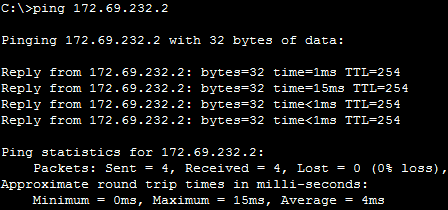 C:\>ping 172.69.232.2
Pinging 172.69.232.2 with 32 bytes of data:
Reply from 172.69.232.2: bytes=32 time=1ms TTL=254
Reply from 172.69.232.2: bytes=32 time=15ms TTL=254
Reply from 172.69.232.2: bytes=32 time<1ms TTL=254
Reply from 172.69.232.2: bytes=32 time<1ms TTL=254
Ping statistics for 172.69.232.2:
    Packets: Sent = 4, Received = 4, Lost = 0 (0% loss),
Approximate round trip times in milli-seconds:
    Minimum = 0ms, Maximum = 15ms, Average = 4ms